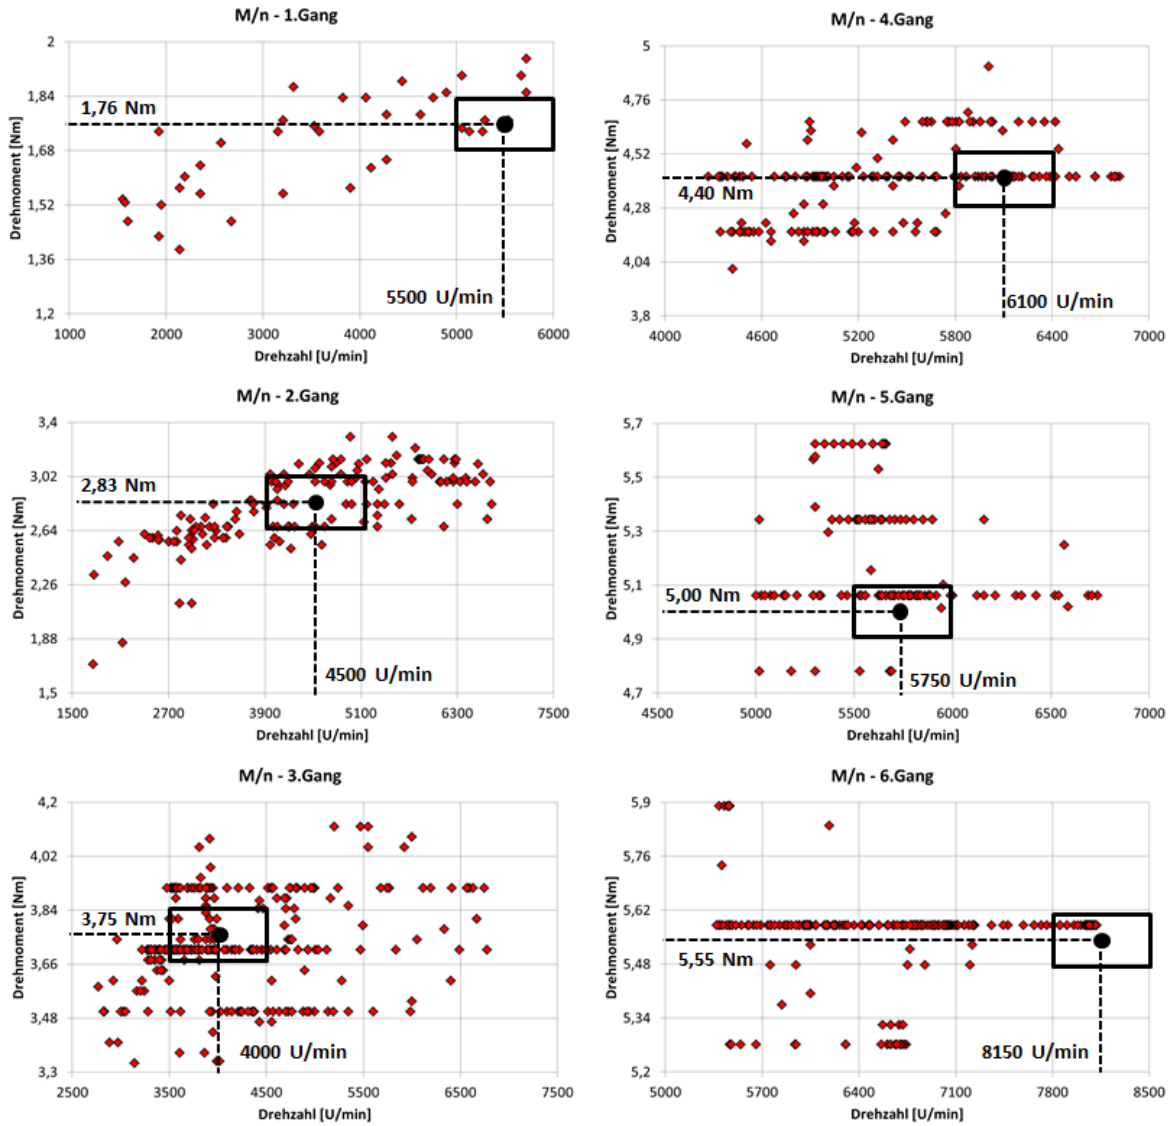 M/n - 1.Gang
2
1,84
1,68
1,52
1,36
1,2
Drehmoment [Nm]
1,76 Nm
5500 U/min
1000 2000 3000 4000 5000 6000
Drehzahl [U/min]
M/n - 4.Gang
5
4,76
4,52
4,28
4,04
3,8
Drehmoment [Nm]
4,40 Nm
6100 U/min
4000 4600 5200 5800 6400 7000
Drehzahl [U/min]
M/n - 2.Gang
3,4
3,02
2,64
2,26
1,88
1,5
Drehmoment [Nm]
2,83 Nm
4500 U/min
1500 2700 3900 5100 6300 7500
Drehzahl [U/min]
M/n - 5.Gang
5,7
5,5
5,3
5,1
4,9
4,7
Drehmoment [Nm]
5,00 Nm
5750 U/min
4500 5000 5500 6000 6500 7000
Drehzahl [U/min]
M/n - 3.Gang
4,2
4,02
3,84
3,66
3,48
3,3
Drehmoment [Nm]
3,75 Nm
4000 U/min
2500 3500 4500 5500 6500 7500
Drehzahl [U/min]
M/n - 6.Gang
5,9
5,76
5,62
5,48
5,34
5,2
Drehmoment [Nm]
5,55 Nm
8150 U/min
5000 5700 6400 7100 7800 8500
Drehzahl [U/min]